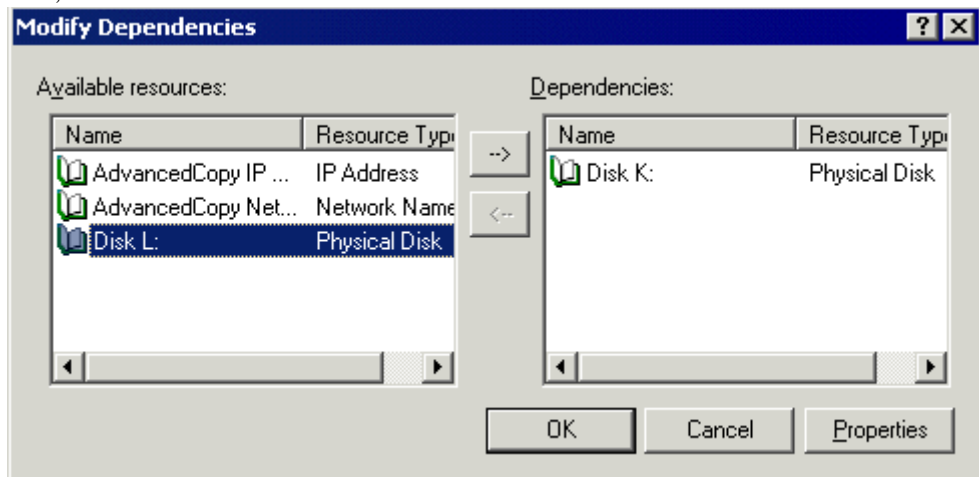 Modify Dependencies
Available resources: Dependencies:
Name Resource Typ Name Resource Typ
AdvancedCopy IP ... IP Address --> Disk K: Physical Disk
AdvancedCopy Net... Network Name <--
Disk L: Physical Disk
OK Cancel Properties